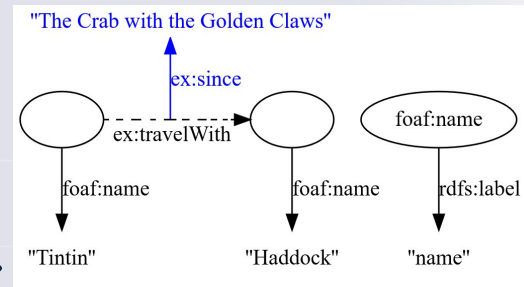 "The Crab with the Golden Claws"
ex:since
ex:travelWith
foaf:name
foaf:name
foaf:name
rdfs:label
"Tintin"
"Haddock"
"name"